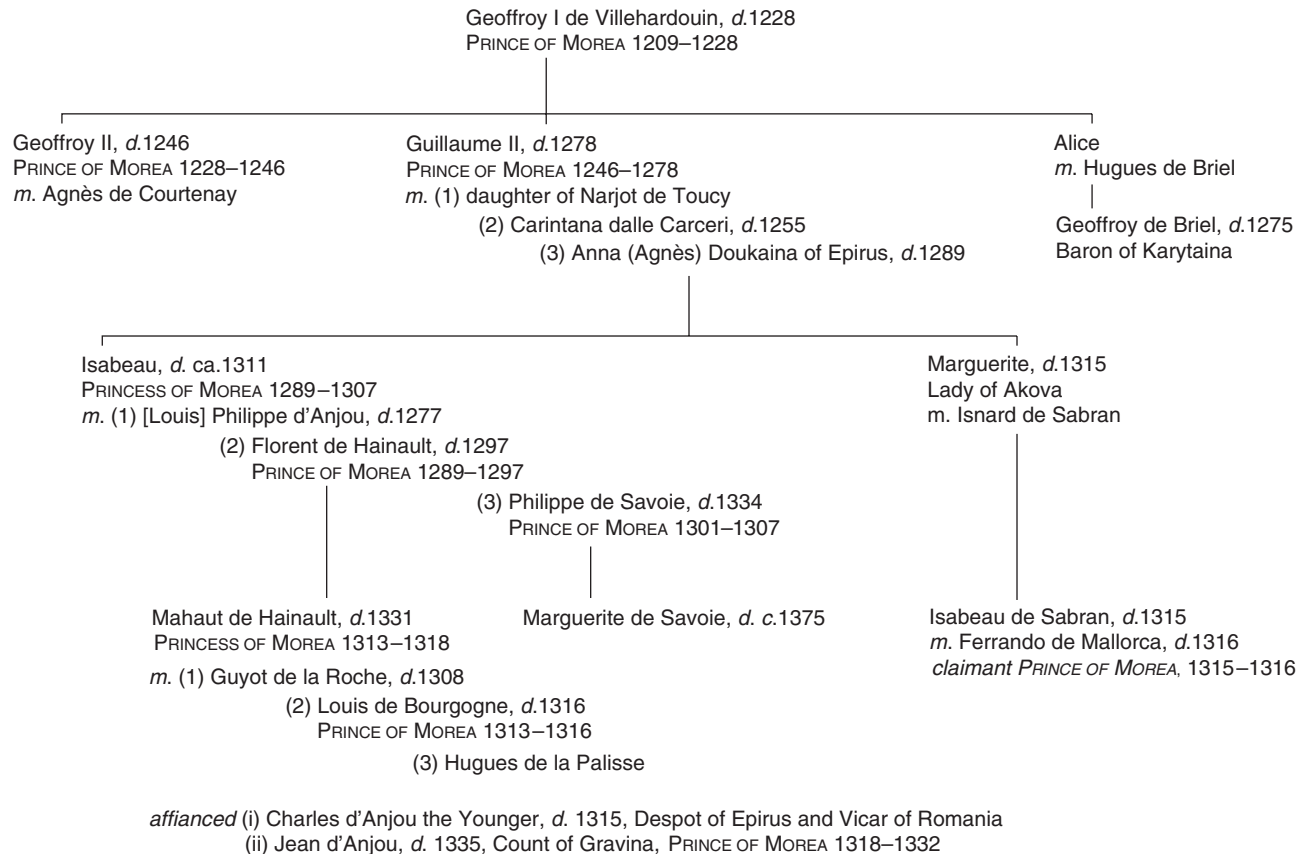 Geoffroy I de Villehardouin, d.1228
PRINCE OF MOREA 1209–1228
Geoffroy II, d.1246
PRINCE OF MOREA 1228–1246
m. Agnès de Courtenay
Guillaume II, d.1278
PRINCE OF MOREA 1246–1278
m. (1) daughter of Narjot de Toucy
(2) Carintana dalle Carceri, d.1255
(3) Anna (Agnès) Doukaina of Epirus, d.1289
Alice
m. Hugues de Briel
Geoffroy de Briel, d.1275
Baron of Karytaina
Isabeau, d. ca.1311
PRINCESS OF MOREA 1289–1307
m. (1) [Louis] Philippe d'Anjou, d.1277
(2) Florent de Hainault, d.1297
PRINCE OF MOREA 1289–1297
(3) Philippe de Savoie, d.1334
PRINCE OF MOREA 1301–1307
Marguerite, d.1315
Lady of Akova
m. Isnard de Sabran
Mahaut de Hainault, d.1331
PRINCESS OF MOREA 1313–1318
m. (1) Guyot de la Roche, d.1308
(2) Louis de Bourgogne, d.1316
PRINCE OF MOREA 1313–1316
(3) Hugues de la Palisse
Marguerite de Savoie, d. c.1375
Isabeau de Sabran, d.1315
m. Ferrando de Mallorca, d.1316
claimant PRINCE OF MOREA, 1315–1316
affianced (i) Charles d'Anjou the Younger, d. 1315, Despot of Epirus and Vicar of Romania
(ii) Jean d'Anjou, d. 1335, Count of Gravina, PRINCE OF MOREA 1318–1332